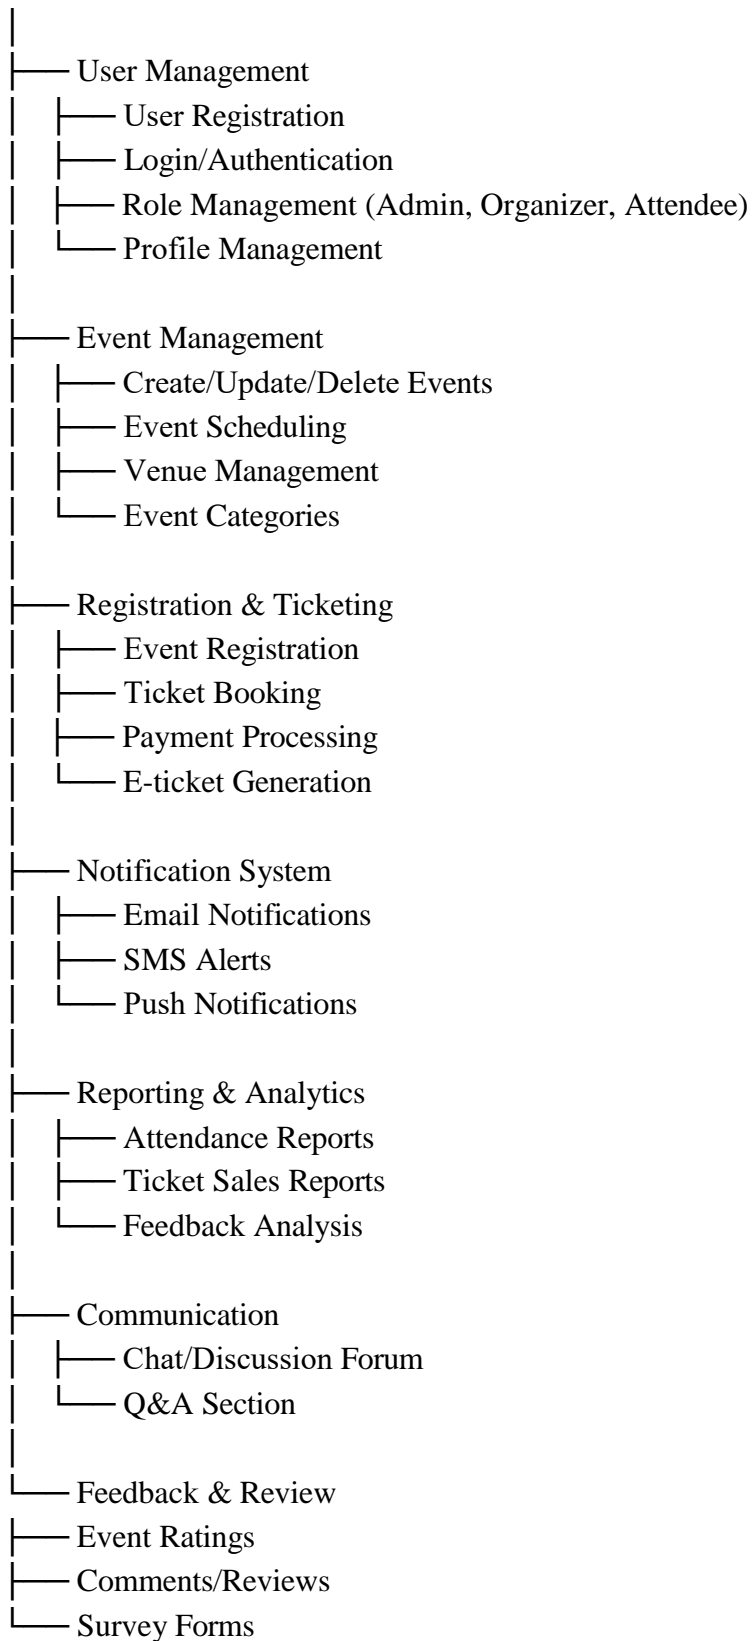 │
├── User Management
│ ├── User Registration
│ ├── Login/Authentication
│ ├── Role Management (Admin, Organizer, Attendee)
│ └── Profile Management
│
├── Event Management
│ ├── Create/Update/Delete Events
│ ├── Event Scheduling
│ ├── Venue Management
│ └── Event Categories
│
├── Registration & Ticketing
│ ├── Event Registration
│ ├── Ticket Booking
│ ├── Payment Processing
│ └── E-ticket Generation
│
├── Notification System
│ ├── Email Notifications
│ ├── SMS Alerts
│ └── Push Notifications
│
├── Reporting & Analytics
│ ├── Attendance Reports
│ ├── Ticket Sales Reports
│ └── Feedback Analysis
│
├── Communication
│ ├── Chat/Discussion Forum
│ └── Q&A Section
│
└── Feedback & Review
├── Event Ratings
├── Comments/Reviews
└── Survey Forms